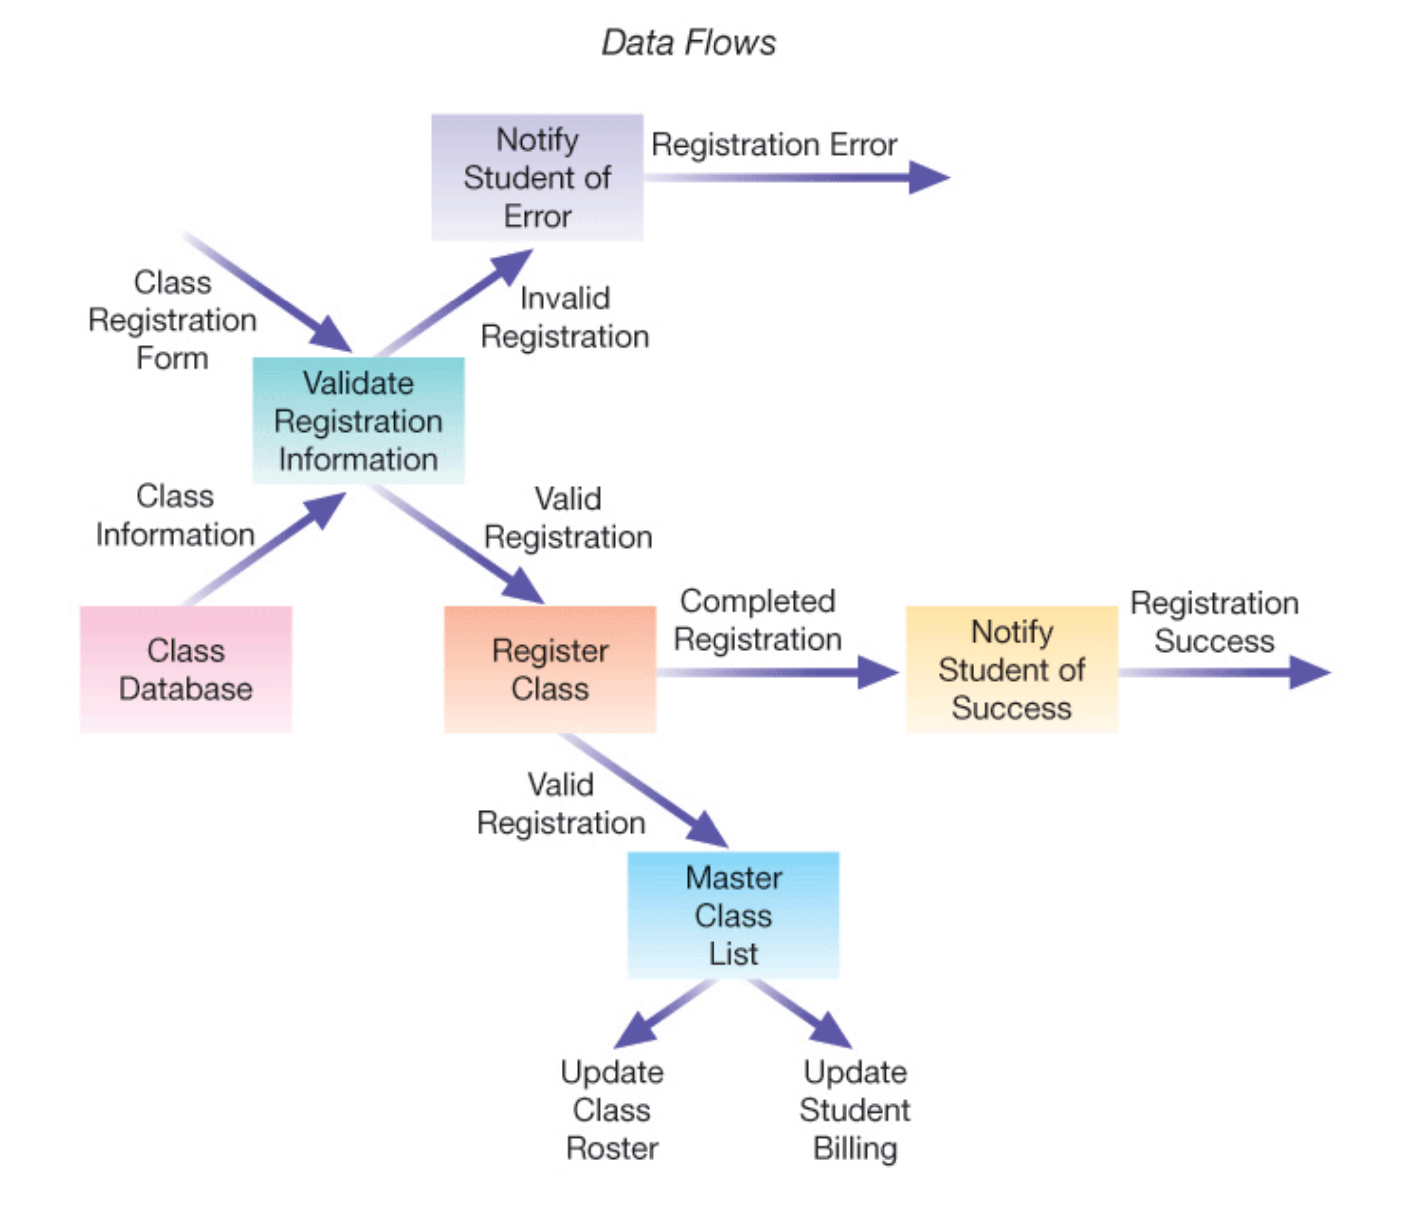 Data Flows
Notify
Student of
Error
Registration Error
Class
Registration
Form
Invalid
Registration
Validate
Registration
Information
Class
Information
Valid
Registration
Class
Database
Register
Class
Completed
Registration
Notify
Student of
Success
Registration
Success
Valid
Registration
Master
Class
List
Update
Class
Roster
Update
Student
Billing